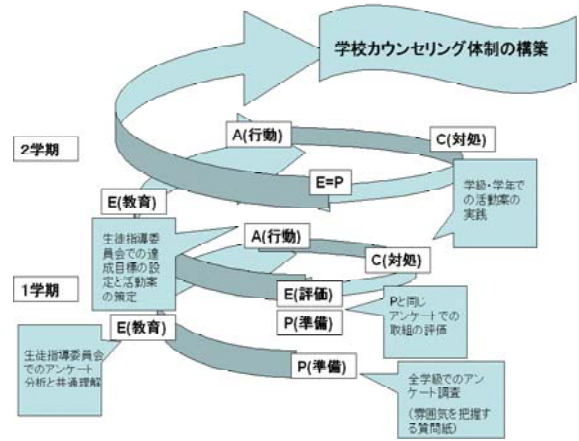 学校カウンセリング体制の構築
A(行動)
2学期
C(対処)
E=P
E(教育)
学級・学年で
の活動案の
実践
生徒指導委
員会での達
成目標の設
定と活動案
の策定
A(行動)
C(対処)
1学期
E(評価)
P(準備)
Pと同じ
アンケートでの
取組の評価
E(教育)
生徒指導委員会
でのアンケート
分析と共通理解
P(準備)
全学級でのアン
ケート調査
(雰囲気を把握す
る質問紙)